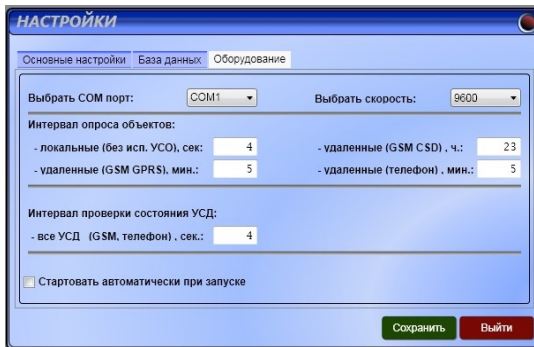 НАСТРОЙКИ
Основные настройки База данных Оборудование
Выбрать COM порт: COM1 Выбрать скорость: 9600
Интервал опроса объектов:
- локальные (без исп. УСО), сек: 4 - удаленные (GSM CSD) , ч.: 23
- удаленные (GSM GPRS), мин.: 5 - удаленные (телефон) , мин.: 5
Интервал проверки состояния УСД:
- все УСД (GSM, телефон) , сек.: 4
Стартовать автоматически при запуске
Сохранить Выйти